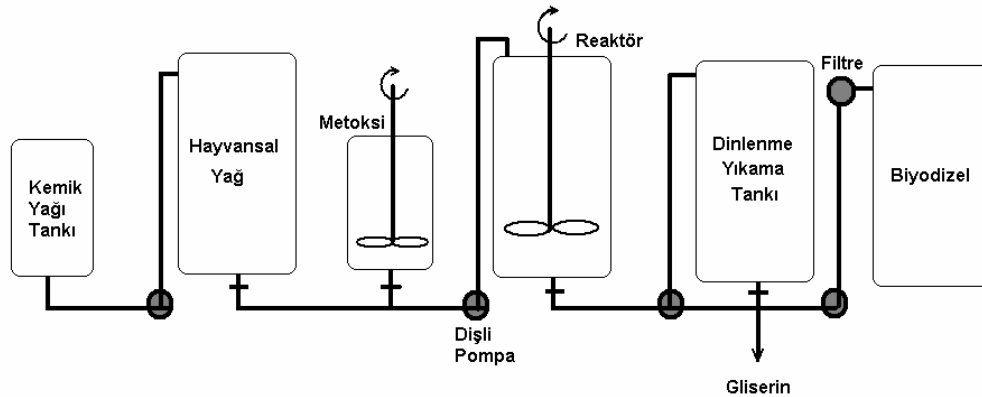 Kemik
Yağı
Tankı
Hayvansal
Yağ
Metoksi
Dişli
Pompa
Reaktör
Dinlenme
Yıkama
Tankı
Gliserin
Filtre
Biyodizel